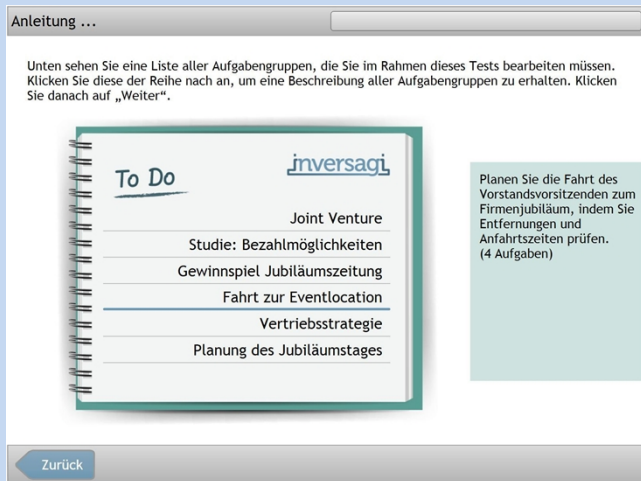 Anleitung ...
Unten sehen Sie eine Liste aller Aufgabengruppen, die Sie im Rahmen dieses Tests bearbeiten müssen.
Klicken Sie diese der Reihe nach an, um eine Beschreibung aller Aufgabengruppen zu erhalten. Klicken
Sie danach auf „Weiter“.
To Do
inversagi
Joint Venture
Studie: Bezahlmöglichkeiten
Gewinnspiel Jubiläumszeitung
Fahrt zur Eventlocation
Vertriebsstrategie
Planung des Jubiläumstages
Planen Sie die Fahrt des
Vorstandsvorsitzenden zum
Firmenjubiläum, indem Sie
Entfernungen und
Anfahrtszeiten prüfen.
(4 Aufgaben)
Zurück